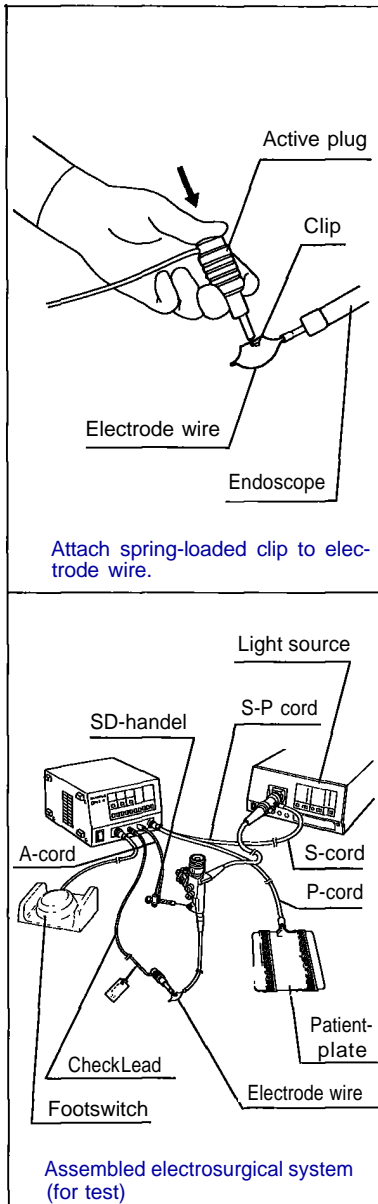 Active plug
Clip
Electrode wire
Endoscope
Attach spring-loaded clip to elec-
trode wire.
Light source
S-P cord
SD-handel
A-cord
S-cord
P-cord
Patient-
plate
CheckLead
Electrode wire
Footswitch
Assembled electrosurgical system
(for test)